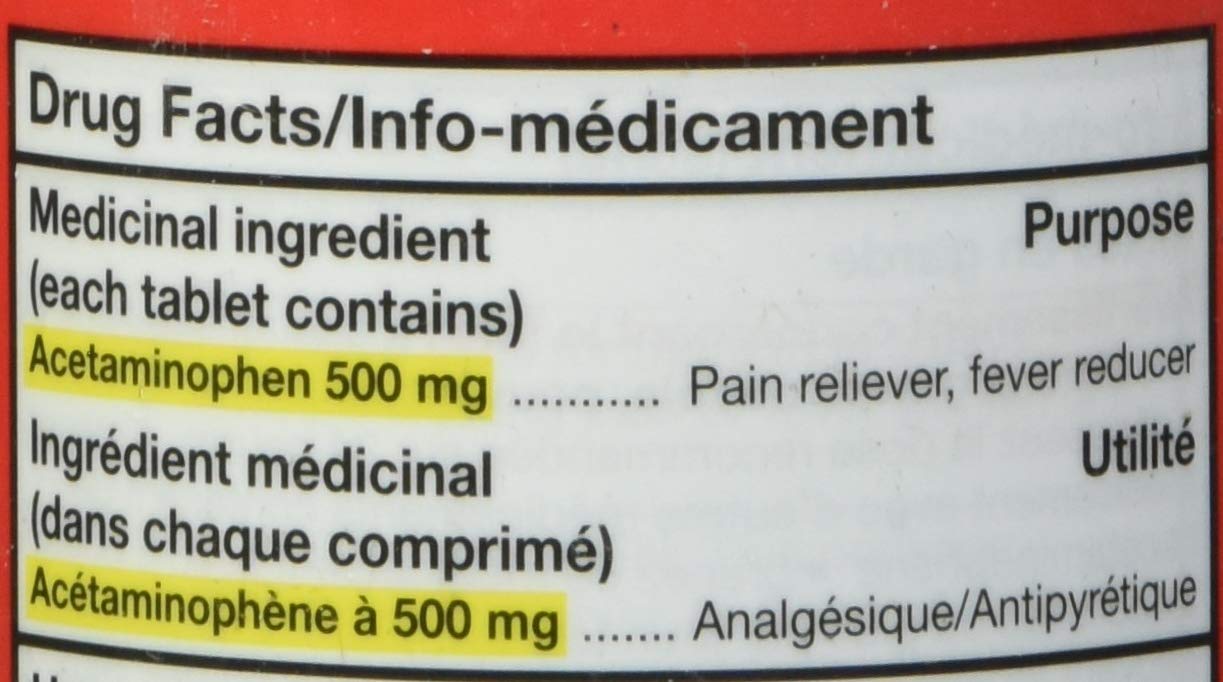 Drug Facts/Info-médicament
Medicinal ingredient Purpose
(each tablet contains)
Acetaminophen 500 mg ........... Pain reliever, fever reducer
Ingrédient médicinal Utilité
(dans chaque comprimé)
Acétaminophène à 500 mg ....... Analgésique/Antipyrétique